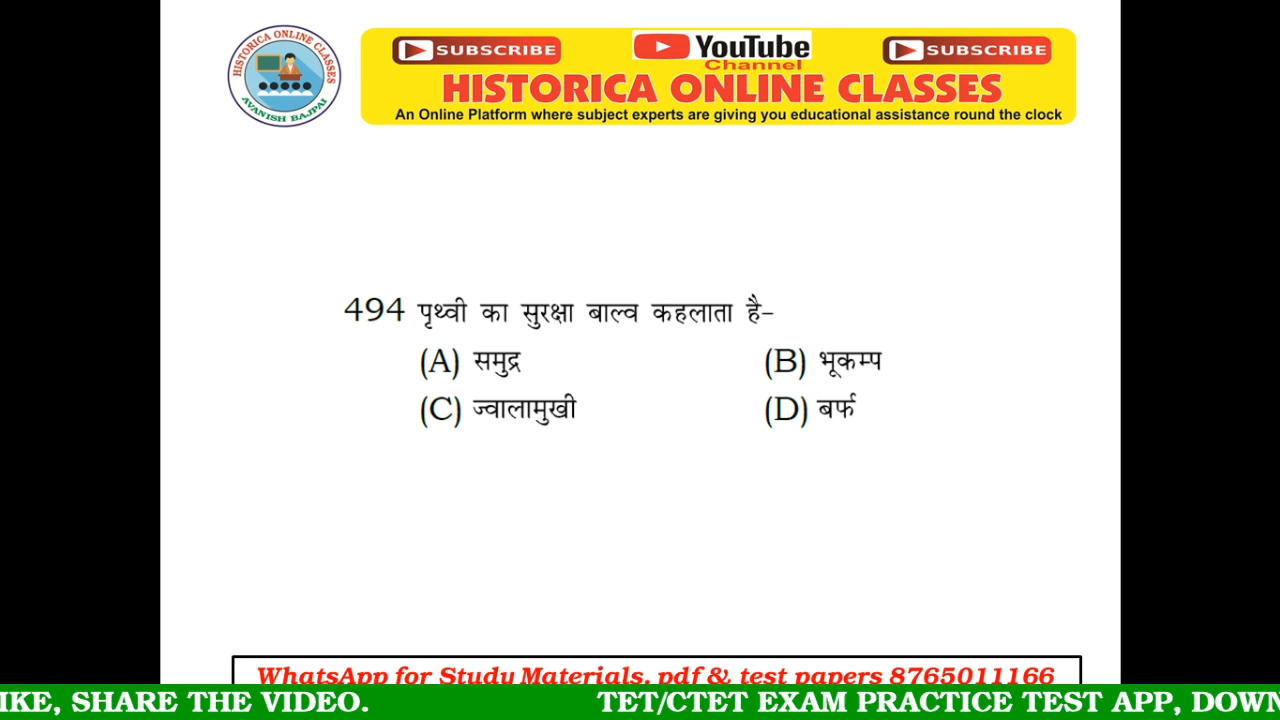 HISTORICA ONLINE CLASSES
AVANISH BAJPAI
SUBSCRIBE
YouTube
Channel
SUBSCRIBE
HISTORICA ONLINE CLASSES
An Online Platform where subject experts are giving you educational assistance round the clock
494 पृथ्वी का सुरक्षा बाल्व कहलाता है-
(A) समुद्र (B) भूकम्प
(C) ज्वालामुखी (D) बर्फ
WhatsApp for Study Materials, pdf & test papers 8765011166
IKE, SHARE THE VIDEO. TET/CTET EXAM PRACTICE TEST APP, DOWN